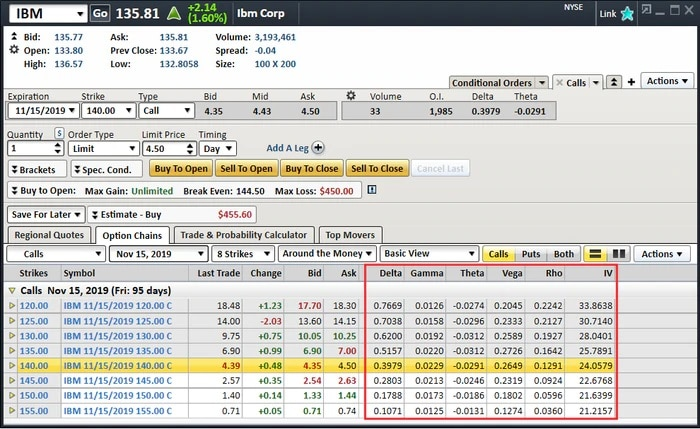 IBM Go 135.81 +2.14 (1.60%) Ibm Corp NYSE Link
Bid: 135.77 Ask: 135.81 Volume: 3,193,461
Open: 133.80 Prev Close: 133.67 Spread: -0.04
High: 136.57 Low: 132.8058 Size: 100 X 200
Conditional Orders Calls + Actions
Expiration Strike Type Bid Mid Ask Volume O.I. Delta Theta
11/15/2019 140.00 Call 4.35 4.43 4.50 33 1,985 0.3979 -0.0291
Quantity S Order Type Limit Price Timing
1 Limit 4.50 Day Add A Leg
Brackets Spec. Cond. Buy To Open Sell To Open Buy To Close Sell To Close Cancel Last
Buy to Open: Max Gain: Unlimited Break Even: 144.50 Max Loss: $450.00
Save For Later Estimate - Buy $455.60
Regional Quotes Option Chains Trade & Probability Calculator Top Movers
Calls Nov 15, 2019 8 Strikes Around the Money Basic View Calls Puts Both Actions
Strikes Symbol Last Trade Change Bid Ask Delta Gamma Theta Vega Rho IV
Calls Nov 15, 2019 (Fri: 95 days)
120.00 IBM 11/15/2019 120.00 C 18.48 +1.23 17.70 18.30 0.7669 0.0126 -0.0274 0.2045 0.2242 33.8638
125.00 IBM 11/15/2019 125.00 C 14.00 -2.03 13.60 14.15 0.7038 0.0158 -0.0296 0.2333 0.2127 30.7140
130.00 IBM 11/15/2019 130.00 C 9.75 +0.75 10.05 10.25 0.6200 0.0192 -0.0312 0.2589 0.1927 28.0401
135.00 IBM 11/15/2019 135.00 C 6.90 +0.99 6.90 7.00 0.5157 0.0220 -0.0312 0.2726 0.1642 25.7891
140.00 IBM 11/15/2019 140.00 C 4.39 +0.48 4.35 4.50 0.3979 0.0229 -0.0291 0.2649 0.1291 24.0579
145.00 IBM 11/15/2019 145.00 C 2.57 +0.35 2.54 2.63 0.2803 0.0213 -0.0246 0.2319 0.0924 22.6768
150.00 IBM 11/15/2019 150.00 C 1.40 +0.14 1.33 1.44 0.1788 0.0173 -0.0186 0.1802 0.0596 21.6399
155.00 IBM 11/15/2019 155.00 C 0.71 +0.05 0.71 0.74 0.1071 0.0125 -0.0131 0.1274 0.0360 21.2157